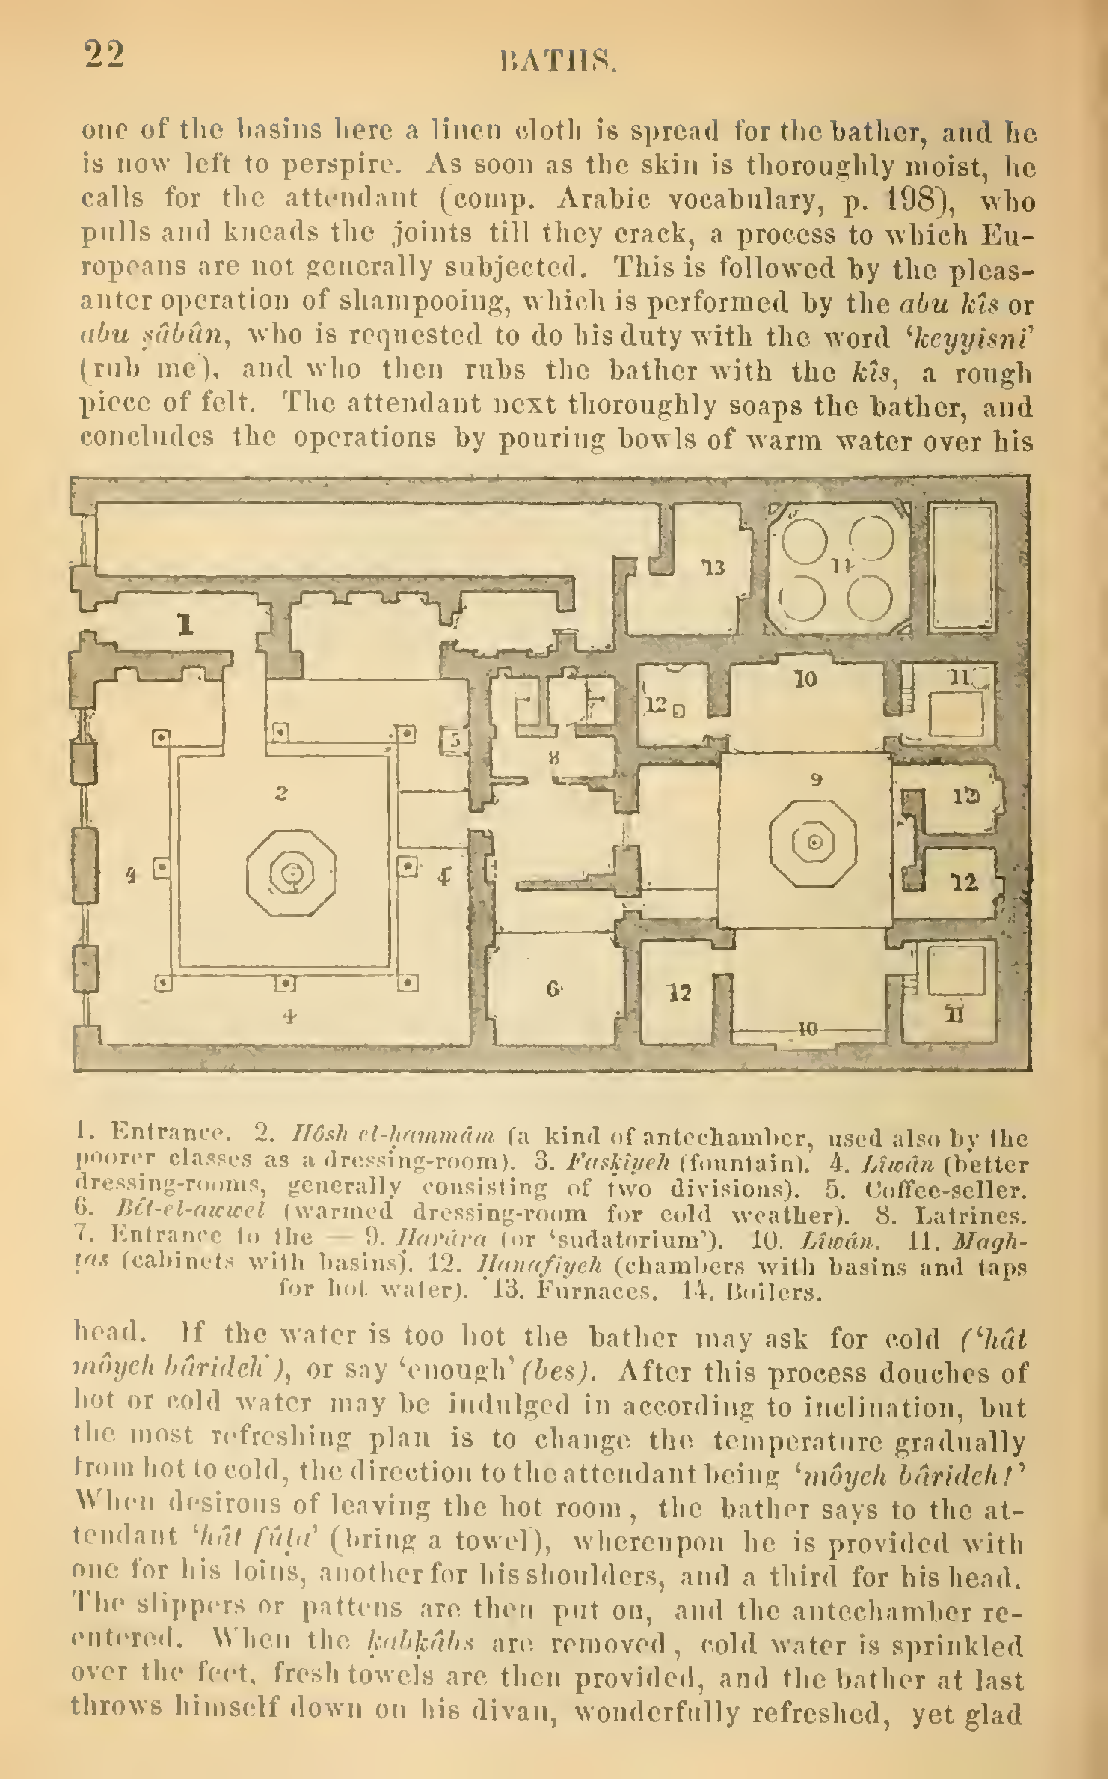 22
BATHS.
one of the basins here a linen cloth is spread for the bather, and he
is now left to perspire. As soon as the skin is thoroughly moist, he
calls for the attendant (comp. Arabic vocabulary, p. 198), who
pulls and kneads the joints till they crack, a process to which Eu-
ropeans are not generally subjected. This is followed by the pleas-
anter operation of shampooing, which is performed by the abu kîs or
abu ṣâbûn, who is requested to do his duty with the word ‘keyyisni’
(rub me), and who then rubs the bather with the kîs, a rough
piece of felt. The attendant next thoroughly soaps the bather, and
concludes the operations by pouring bowls of warm water over his
13
14
1
10
11
12
5
8
2
9
12
4
4
12
6
12
11
4
10
1. Entrance. 2. Hôsh el-ḥammâm (a kind of antechamber, used also by the
poorer classes as a dressing-room). 3. Faskîyeh (fountain). 4. Lîwân (better
dressing-rooms, generally consisting of two divisions). 5. Coffee-seller.
6. Bêt-el-awwel (warmed dressing-room for cold weather). 8. Latrines.
7. Entrance to the — 9. Harâra (or ‘sudatorium’). 10. Lîwân. 11. Magh-
ṭas (cabinets with basins). 12. Hanafîyeh (chambers with basins and taps
for hot water). 13. Furnaces. 14. Boilers.
head. If the water is too hot the bather may ask for cold (‘hât
môyeh bârideh’), or say ‘enough’ (bes). After this process douches of
hot or cold water may be indulged in according to inclination, but
the most refreshing plan is to change the temperature gradually
from hot to cold, the direction to the attendant being ‘môyeh bârideh!’
When desirous of leaving the hot room, the bather says to the at-
tendant ‘hât fûṭa’ (bring a towel), whereupon he is provided with
one for his loins, another for his shoulders, and a third for his head.
The slippers or pattens are then put on, and the antechamber re-
entered. When the ḳabḳâbs are removed, cold water is sprinkled
over the feet, fresh towels are then provided, and the bather at last
throws himself down on his divan, wonderfully refreshed, yet glad